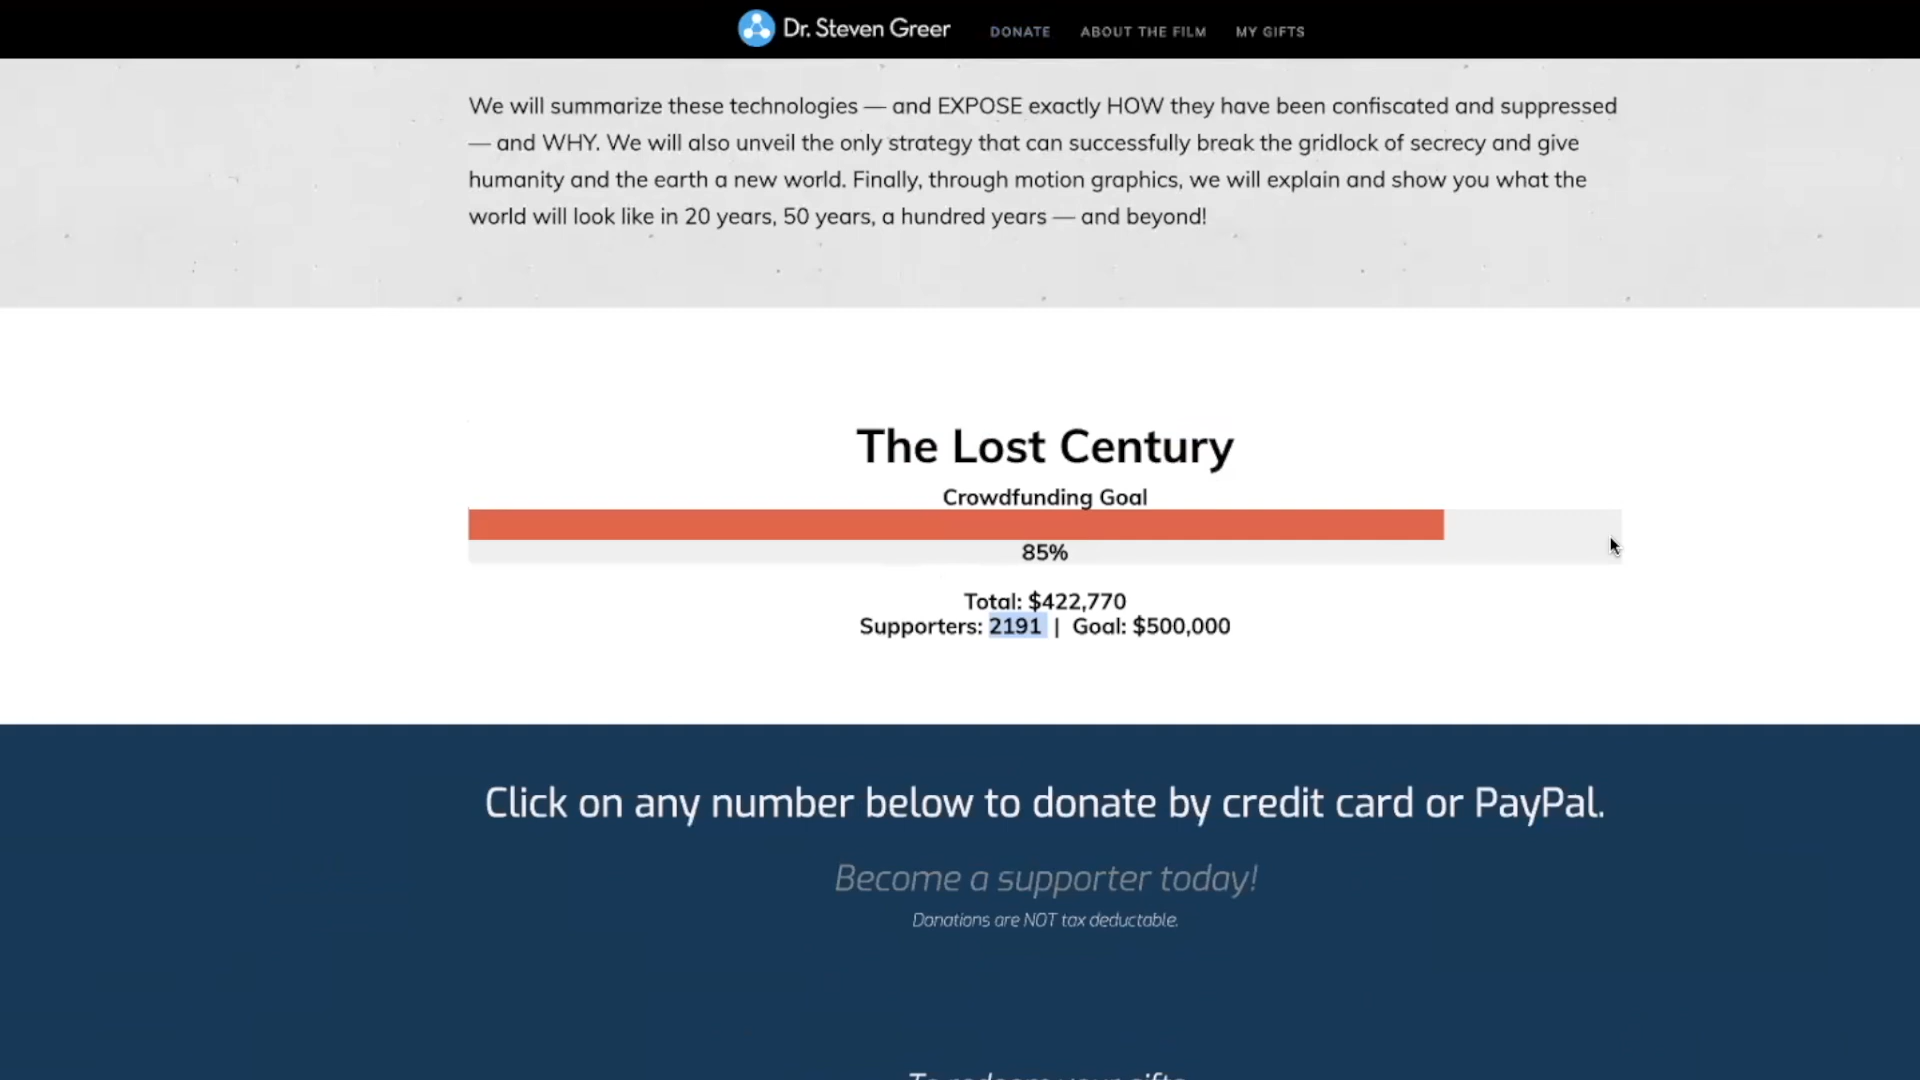 Dr. Steven Greer DONATE ABOUT THE FILM MY GIFTS
We will summarize these technologies — and EXPOSE exactly HOW they have been confiscated and suppressed
— and WHY. We will also unveil the only strategy that can successfully break the gridlock of secrecy and give
humanity and the earth a new world. Finally, through motion graphics, we will explain and show you what the
world will look like in 20 years, 50 years, a hundred years — and beyond!
The Lost Century
Crowdfunding Goal
85%
Total: $422,770
Supporters: 2191 | Goal: $500,000
Click on any number below to donate by credit card or PayPal.
Become a supporter today!
Donations are NOT tax deductable.